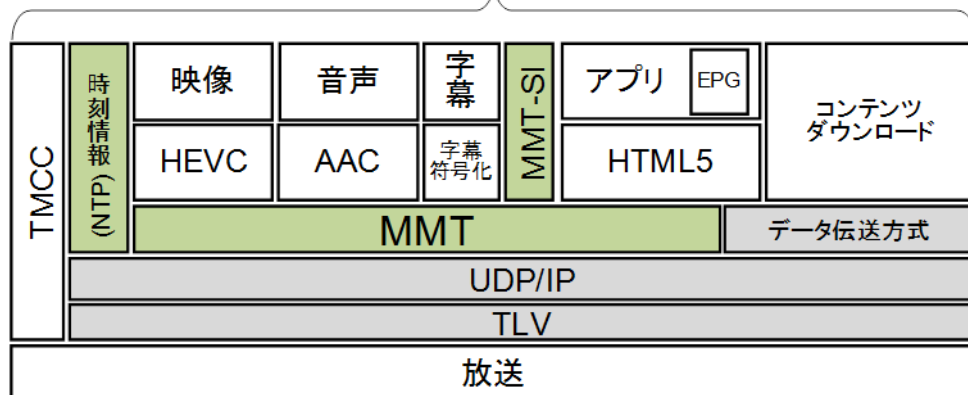 TMCC
時刻情報(NTP)
映像
音声
字幕
MMT-SI
アプリ
EPG
コンテンツ
ダウンロード
HEVC
AAC
字幕
符号化
HTML5
MMT
データ伝送方式
UDP/IP
TLV
放送